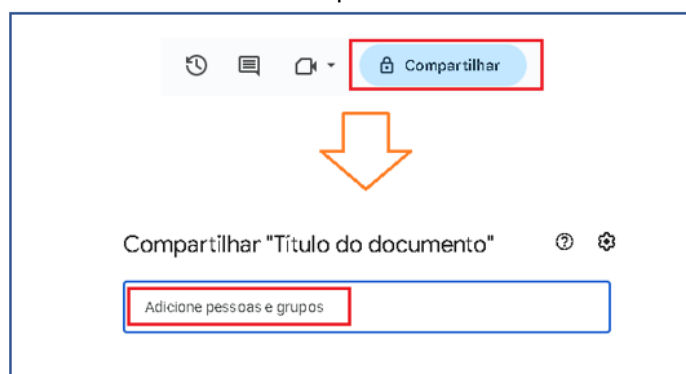 Compartilhar
Compartilhar "Título do documento"
Adicione pessoas e grupos